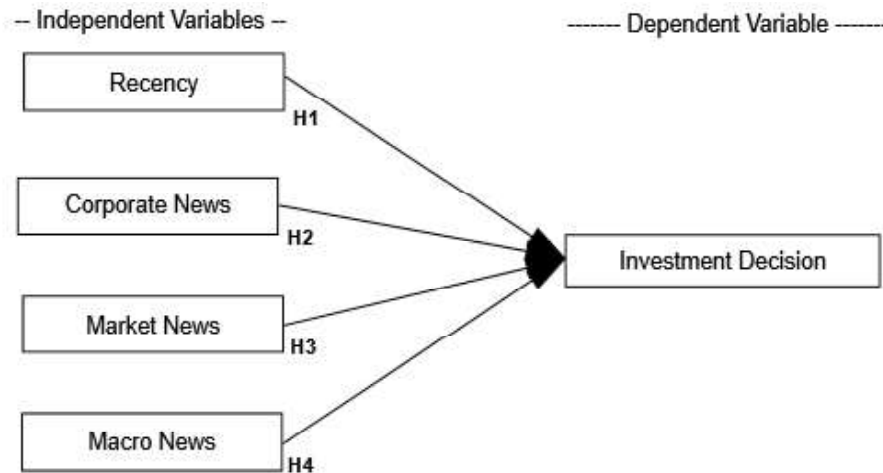 -- Independent Variables --
------- Dependent Variable -------
Recency
H1
Corporate News
H2
Investment Decision
Market News
H3
Macro News
H4